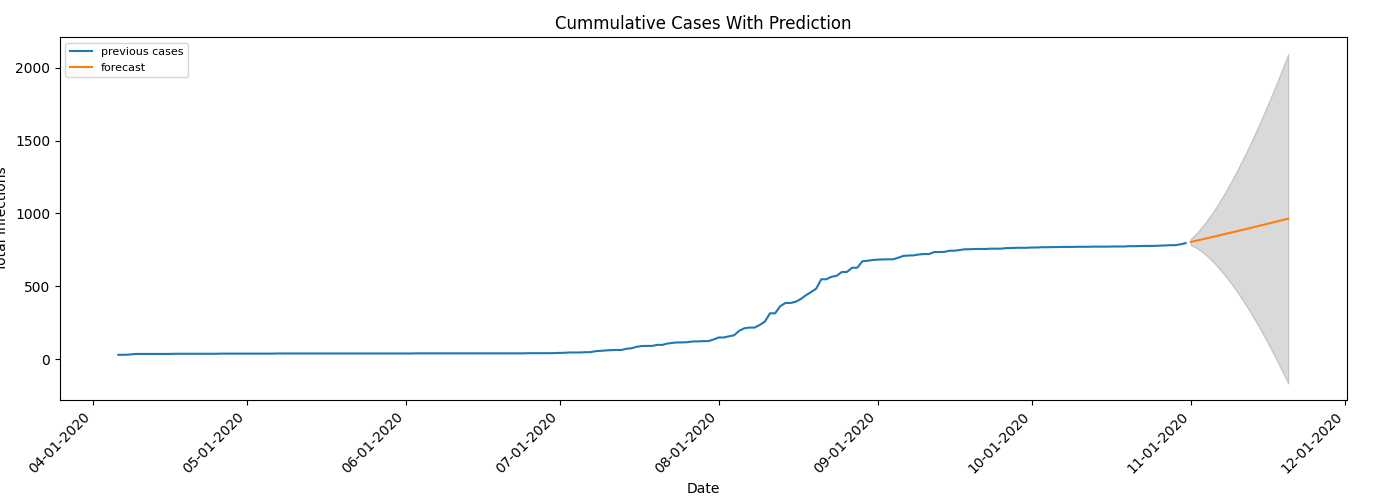 Cummulative Cases With Prediction
previous cases
forecast
2000
1500
1000
500
0
Total Infections
04-01-2020
05-01-2020
06-01-2020
07-01-2020
08-01-2020
09-01-2020
10-01-2020
11-01-2020
12-01-2020
Date